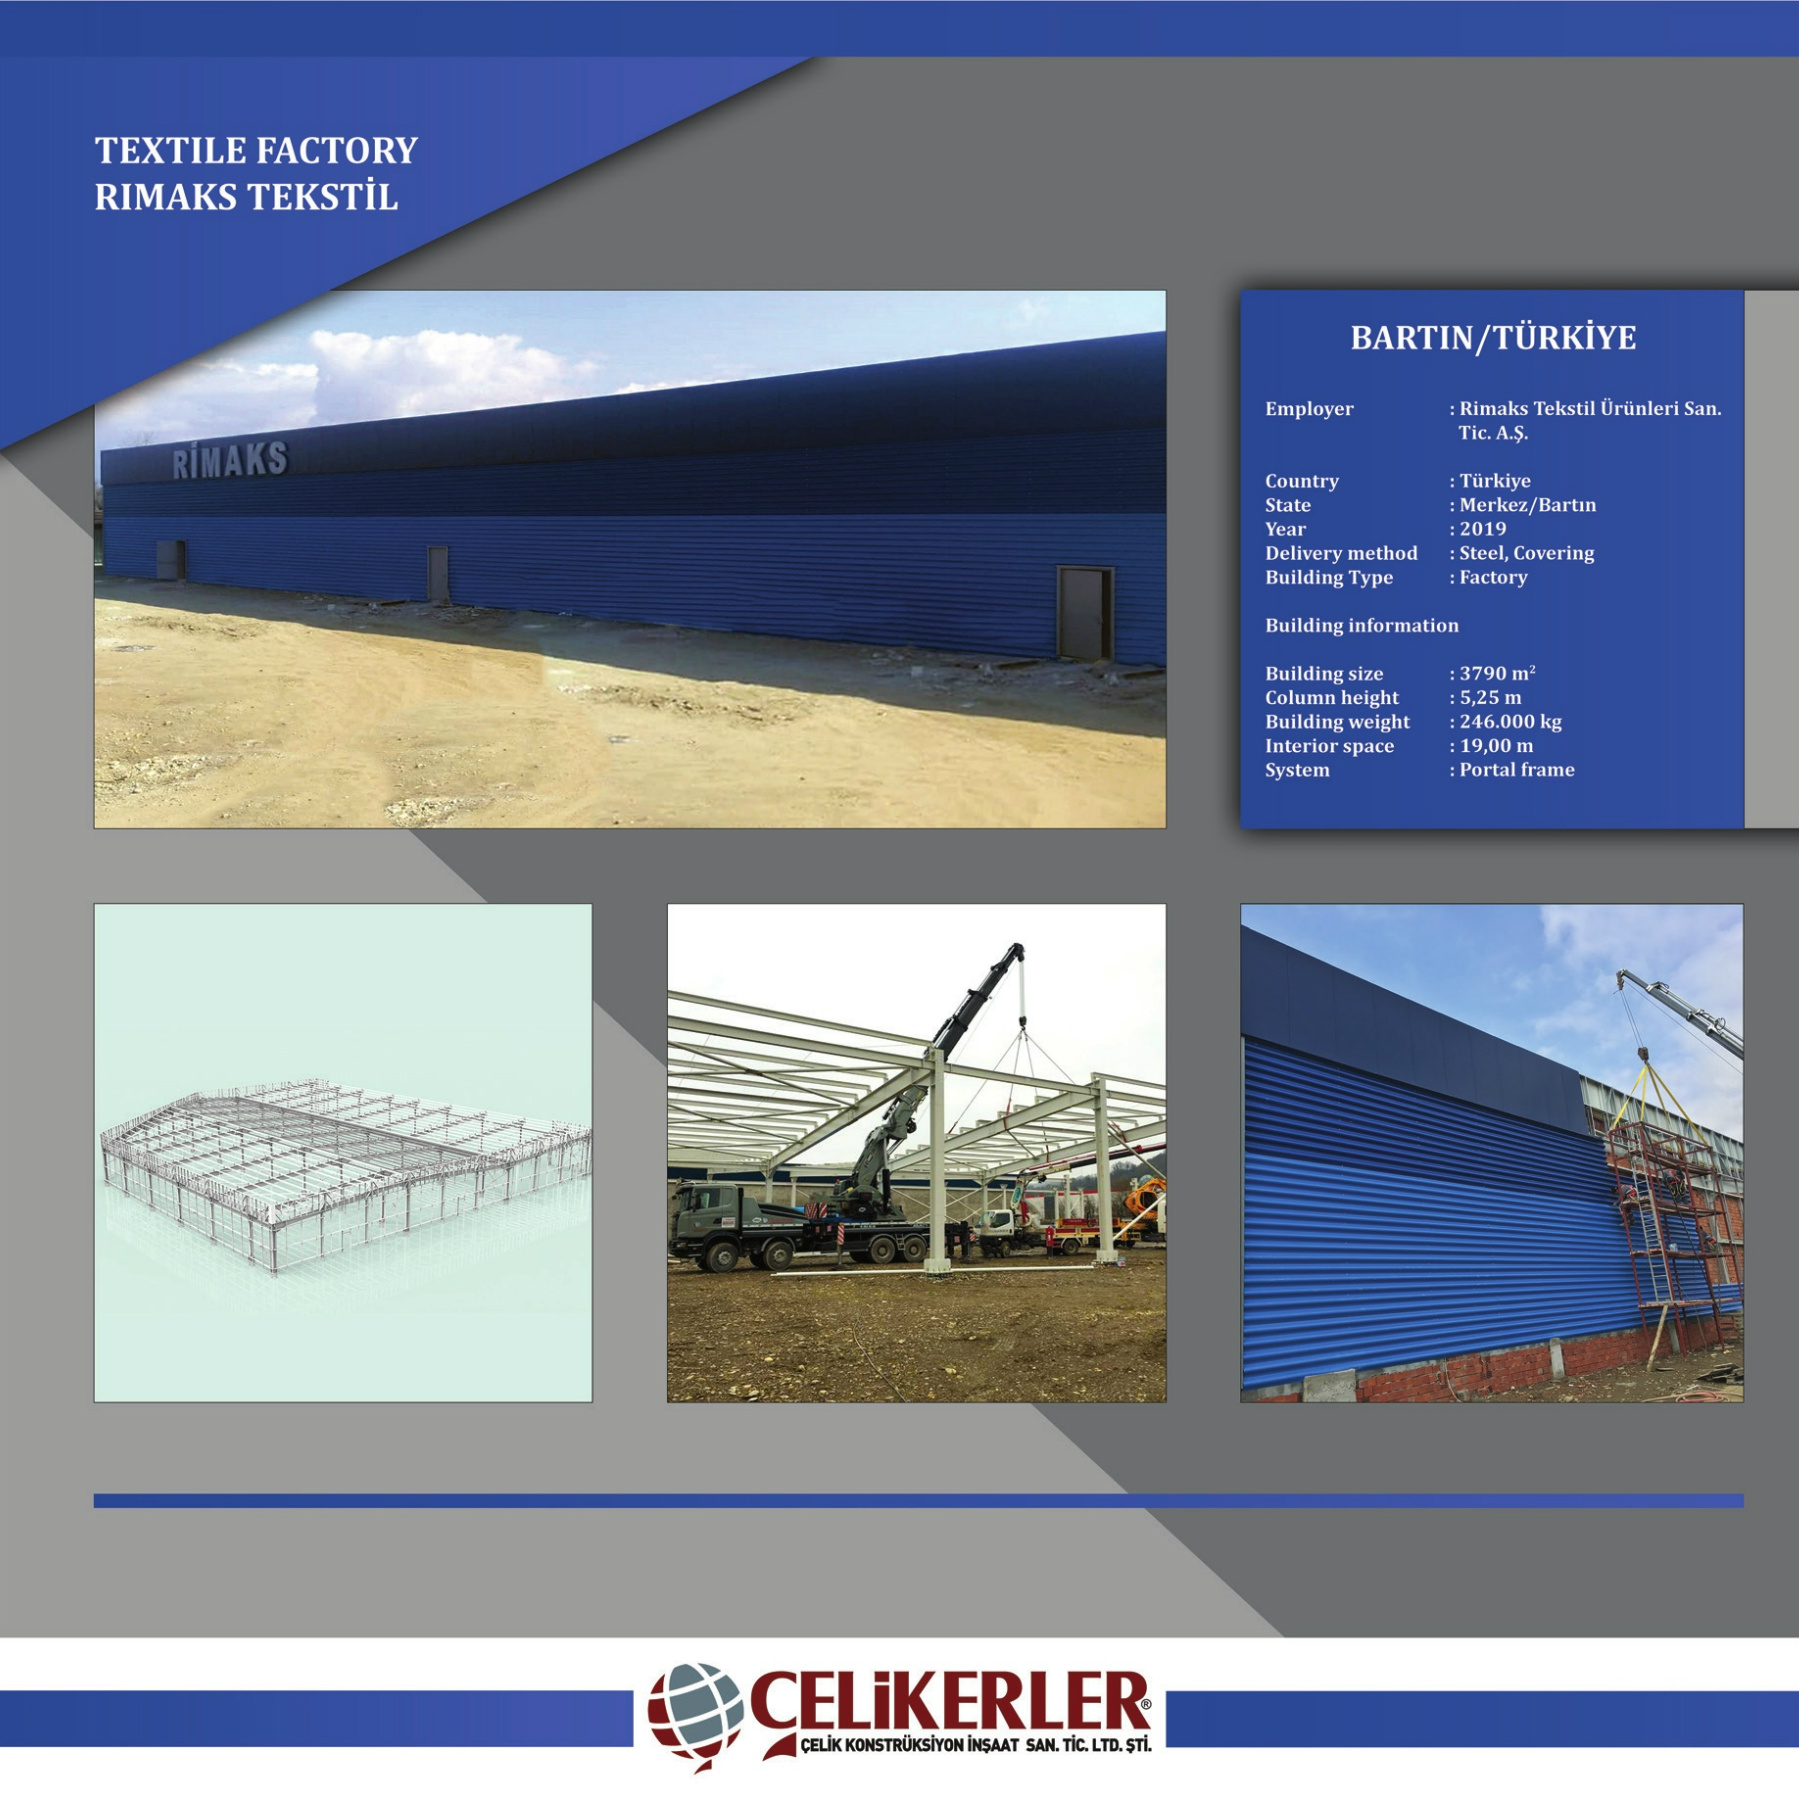 TEXTILE FACTORY
RIMAKS TEKSTİL
RİMAKS
BARTIN/TÜRKİYE
Employer : Rimaks Tekstil Ürünleri San.
Tic. A.Ş.
Country : Türkiye
State : Merkez/Bartın
Year : 2019
Delivery method : Steel, Covering
Building Type : Factory
Building information
Building size : 3790 m²
Column height : 5,25 m
Building weight : 246.000 kg
Interior space : 19,00 m
System : Portal frame
ÇELiKERLER®
ÇELİK KONSTRÜKSİYON İNŞAAT SAN. TİC. LTD. ŞTİ.